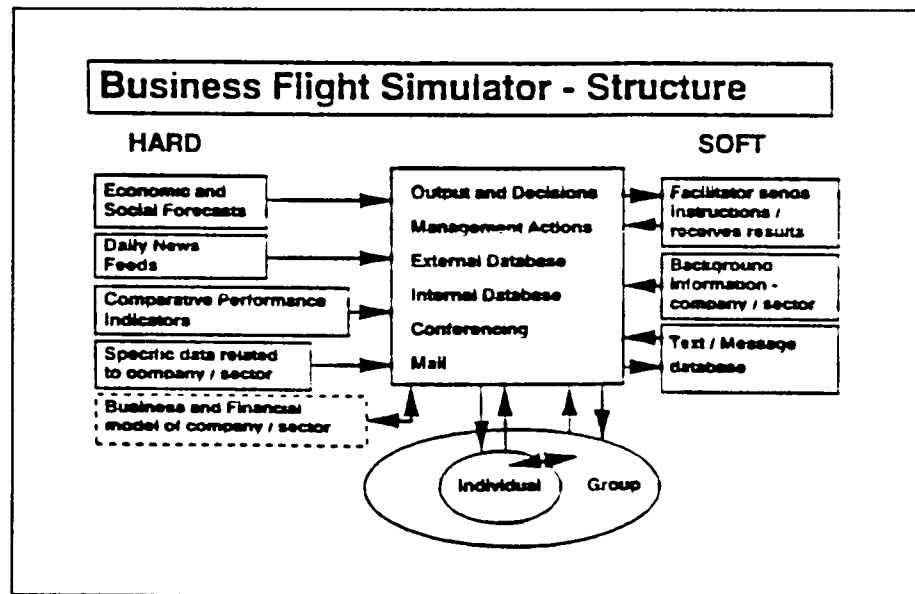 Business Flight Simulator - Structure
HARD
SOFT
Economic and
Social Forecasts
Daily News
Feeds
Comparative Performance
Indicators
Specific data related
to company / sector
Business and Financial
model of company / sector
Output and Decisions
Management Actions
External Database
Internal Database
Conferencing
Mail
Facilitator sends
instructions /
receives results
Background
information -
company / sector
Text / Message
database
Individual
Group